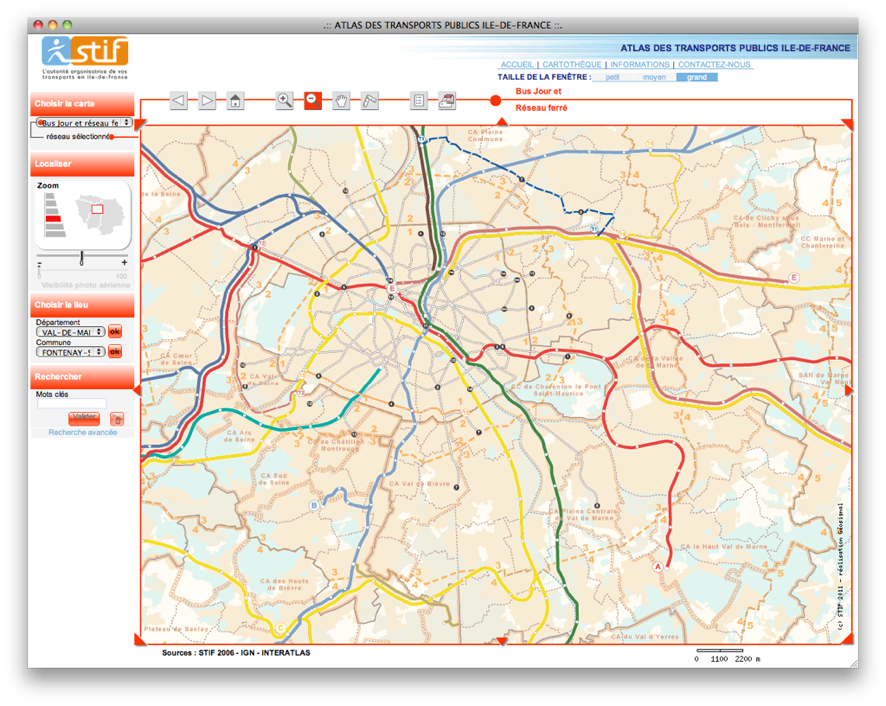 .:: ATLAS DES TRANSPORTS PUBLICS ILE-DE-FRANCE ::.
stif
L'autorité organisatrice de vos
transports en ile-de-france
ATLAS DES TRANSPORTS PUBLICS ILE-DE-FRANCE
ACCUEIL | CARTOTHÈQUE | INFORMATIONS | CONTACTEZ-NOUS
TAILLE DE LA FENÊTRE : petit moyen grand
Choisir la carte
Bus Jour et
Réseau ferré
Bus Jour et réseau fe
réseau sélectionné
Localiser
Zoom
- +
0 100
Visibilité photo aérienne
Choisir le lieu
Département
VAL-DE-MAI ok
Commune
FONTENAY-S ok
Rechercher
Mots clés
Valider
Recherche avancée
CA Plaine
Commune
de la Seine
CA de Clichy sous
Bois - Montfermeil
CC Marne et
Chantereine
E
E
CA Cœur
de Seine
CA Val
de Seine
CA de la Vallée
de la Marne
CC de Charenton le Pont
Saint-Maurice
SAN de Marne
CA Arc
de Seine
CC de Châtillon
Montrouge
CA Sud
de Seine
CA Val de Bièvre
B
CA Plaine Centrale
du Val de Marne
CA le Haut Val de Marne
A
CA des Hauts
de Bièvre
C
Plateau de Saclay
CA du Val d'Yerres
(c) STIF 2011 - réalisation Géosignal
Sources : STIF 2006 - IGN - INTERATLAS
0 1100 2200 m